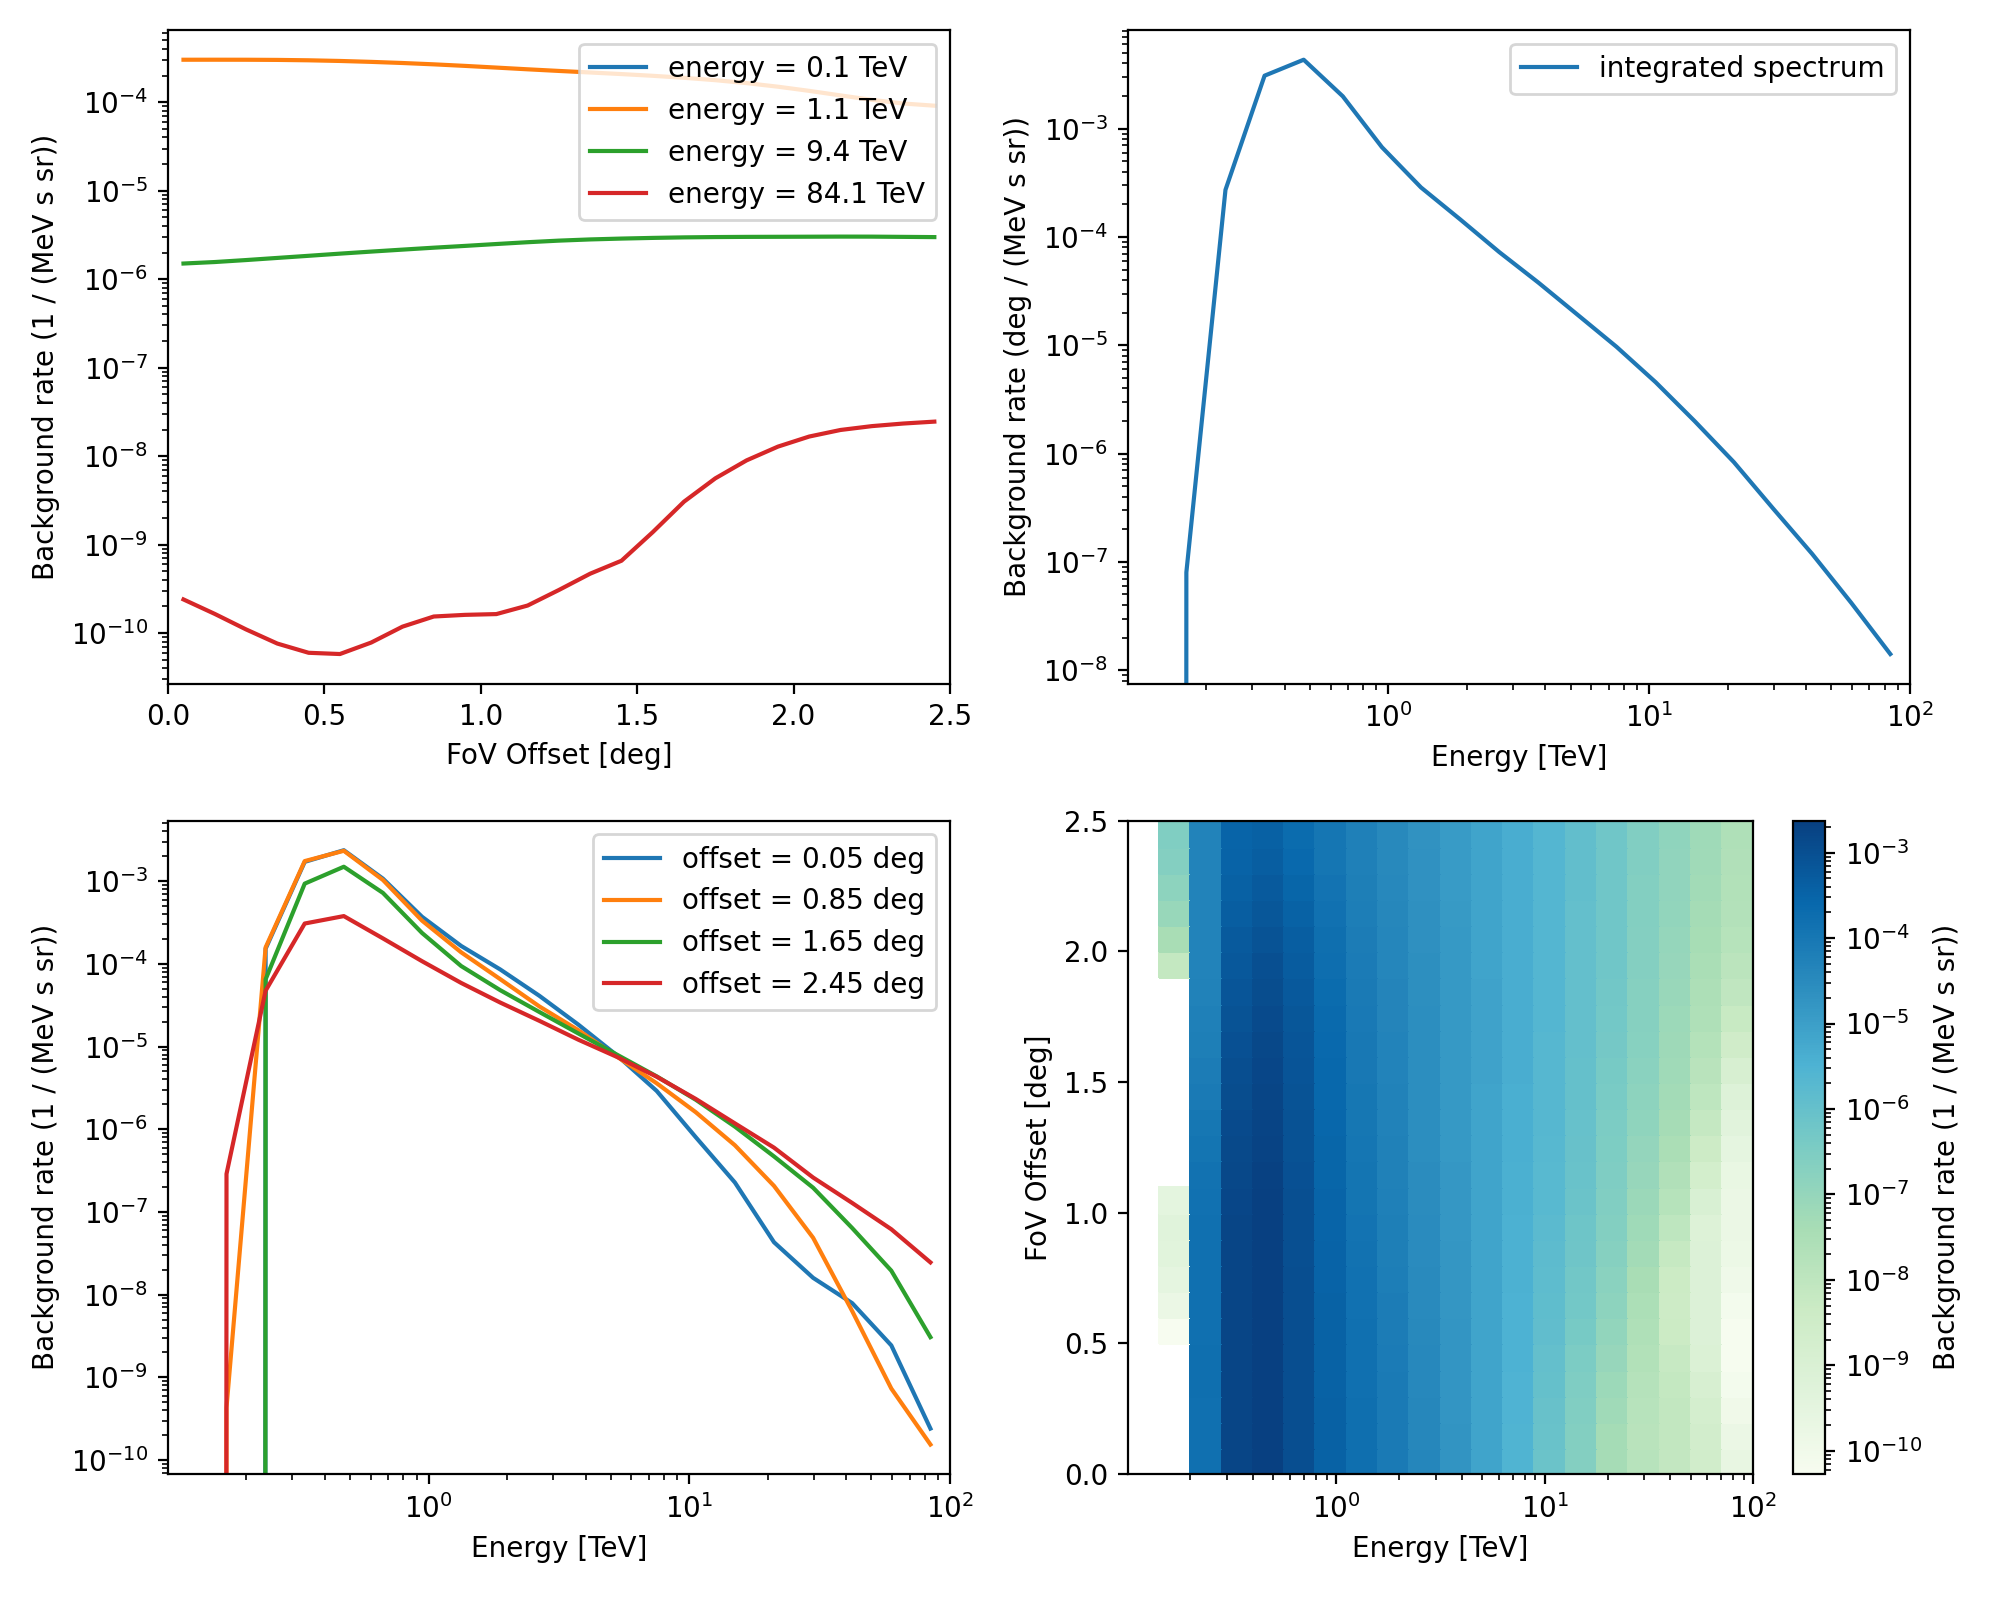 energy = 0.1 TeV
energy = 1.1 TeV
energy = 9.4 TeV
energy = 84.1 TeV
10⁻⁴
10⁻⁵
10⁻⁶
10⁻⁷
10⁻⁸
10⁻⁹
10⁻¹⁰
Background rate (1 / (MeV s sr))
0.0 0.5 1.0 1.5 2.0 2.5
FoV Offset [deg]
integrated spectrum
10⁻³
10⁻⁴
10⁻⁵
10⁻⁶
10⁻⁷
10⁻⁸
Background rate (deg / (MeV s sr))
10⁰ 10¹ 10²
Energy [TeV]
offset = 0.05 deg
offset = 0.85 deg
offset = 1.65 deg
offset = 2.45 deg
10⁻³
10⁻⁴
10⁻⁵
10⁻⁶
10⁻⁷
10⁻⁸
10⁻⁹
10⁻¹⁰
Background rate (1 / (MeV s sr))
10⁰ 10¹ 10²
Energy [TeV]
2.5
2.0
1.5
1.0
0.5
0.0
FoV Offset [deg]
10⁰ 10¹ 10²
Energy [TeV]
10⁻³
10⁻⁴
10⁻⁵
10⁻⁶
10⁻⁷
10⁻⁸
10⁻⁹
10⁻¹⁰
Background rate (1 / (MeV s sr))